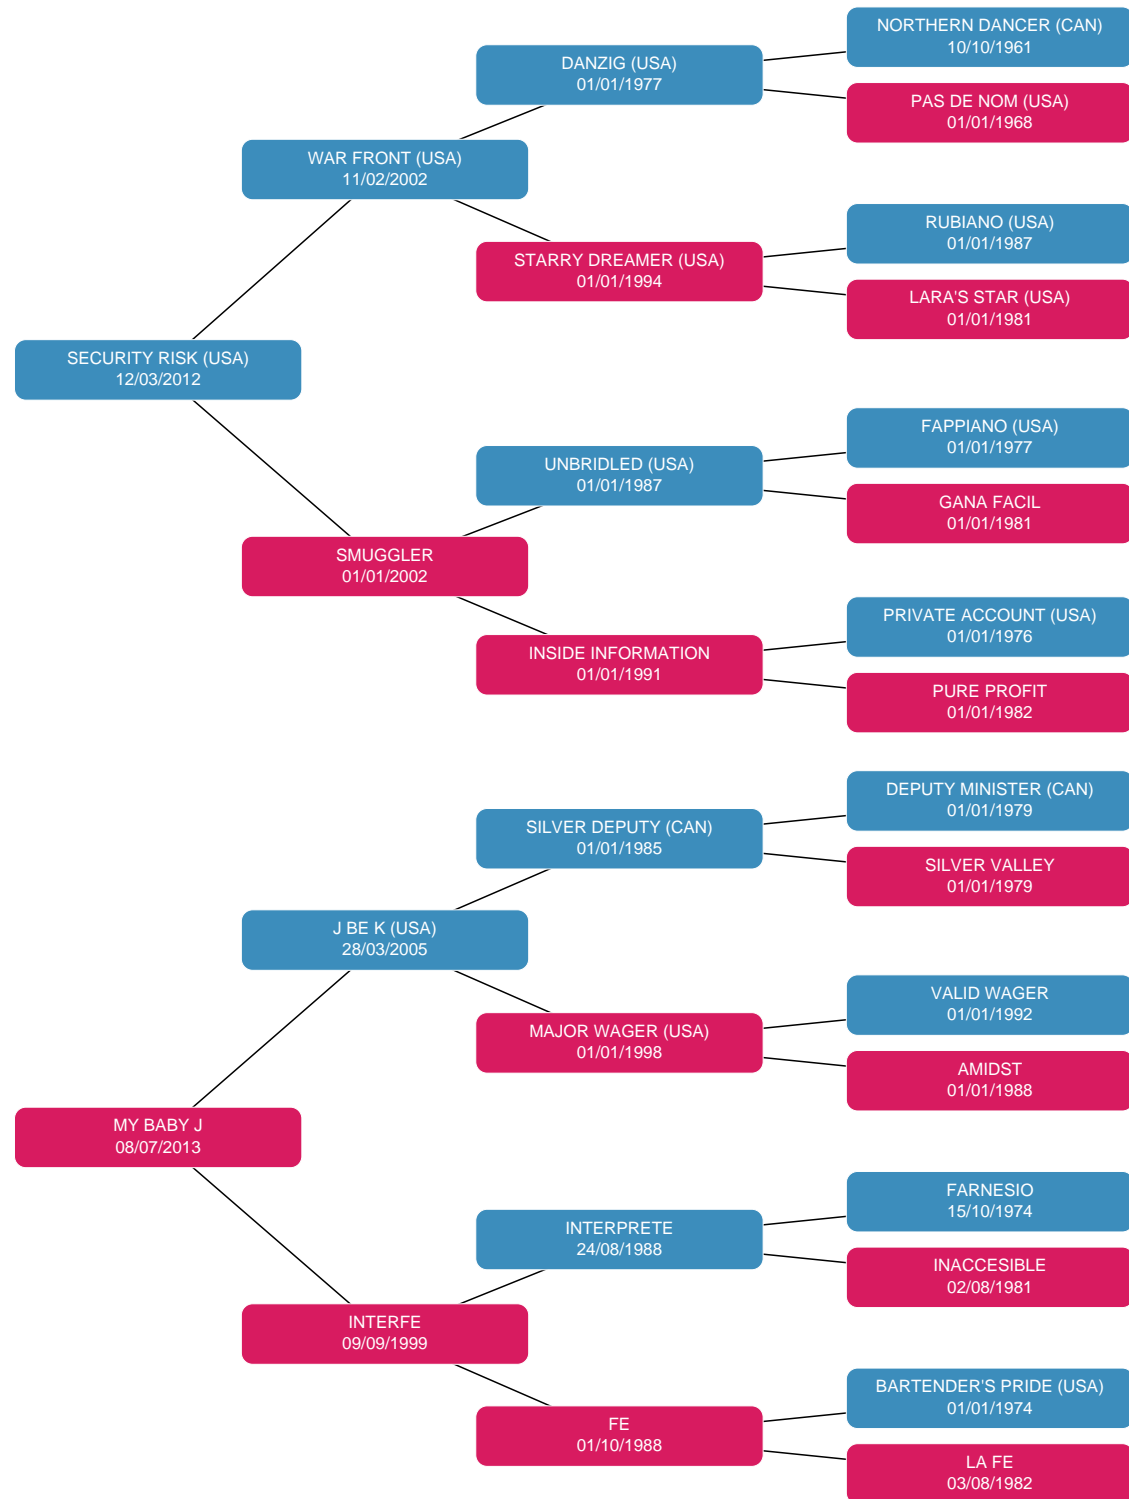 NORTHERN DANCER (CAN)
10/10/1961
DANZIG (USA)
01/01/1977
PAS DE NOM (USA)
01/01/1968
WAR FRONT (USA)
11/02/2002
RUBIANO (USA)
01/01/1987
STARRY DREAMER (USA)
01/01/1994
LARA'S STAR (USA)
01/01/1981
SECURITY RISK (USA)
12/03/2012
FAPPIANO (USA)
01/01/1977
UNBRIDLED (USA)
01/01/1987
GANA FACIL
01/01/1981
SMUGGLER
01/01/2002
PRIVATE ACCOUNT (USA)
01/01/1976
INSIDE INFORMATION
01/01/1991
PURE PROFIT
01/01/1982
DEPUTY MINISTER (CAN)
01/01/1979
SILVER DEPUTY (CAN)
01/01/1985
SILVER VALLEY
01/01/1979
J BE K (USA)
28/03/2005
VALID WAGER
01/01/1992
MAJOR WAGER (USA)
01/01/1998
AMIDST
01/01/1988
MY BABY J
08/07/2013
FARNESIO
15/10/1974
INTERPRETE
24/08/1988
INACCESIBLE
02/08/1981
INTERFE
09/09/1999
BARTENDER'S PRIDE (USA)
01/01/1974
FE
01/10/1988
LA FE
03/08/1982